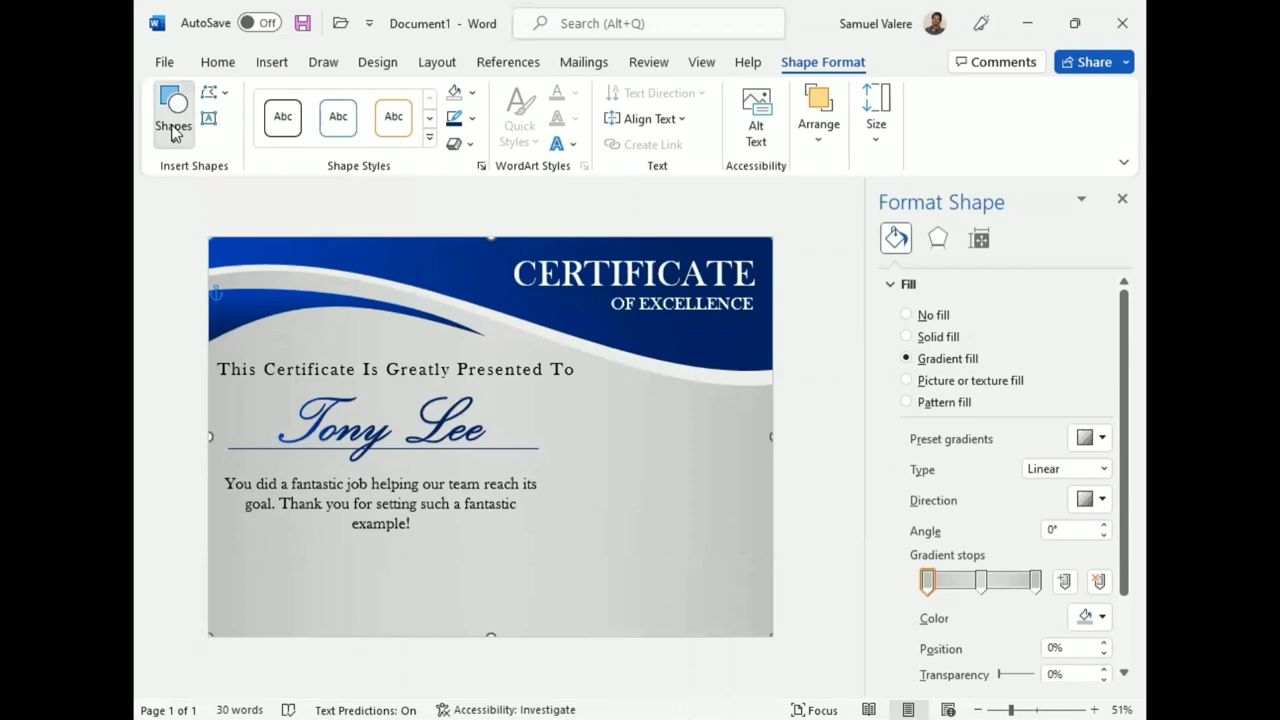 AutoSave Off Document1 - Word Search (Alt+Q) Samuel Valere
File Home Insert Draw Design Layout References Mailings Review View Help Shape Format Comments Share
Shapes
Insert Shapes
Abc Abc Abc
Shape Styles
Quick
Styles
WordArt Styles
Text Direction
Align Text
Create Link
Text
Alt
Text
Accessibility
Arrange
Size
CERTIFICATE
OF EXCELLENCE
This Certificate Is Greatly Presented To
Tony Lee
You did a fantastic job helping our team reach its
goal. Thank you for setting such a fantastic
example!
Format Shape
Fill
No fill
Solid fill
Gradient fill
Picture or texture fill
Pattern fill
Preset gradients
Type Linear
Direction
Angle 0°
Gradient stops
Color
Position 0%
Transparency 0%
Page 1 of 1 30 words Text Predictions: On Accessibility: Investigate Focus 51%